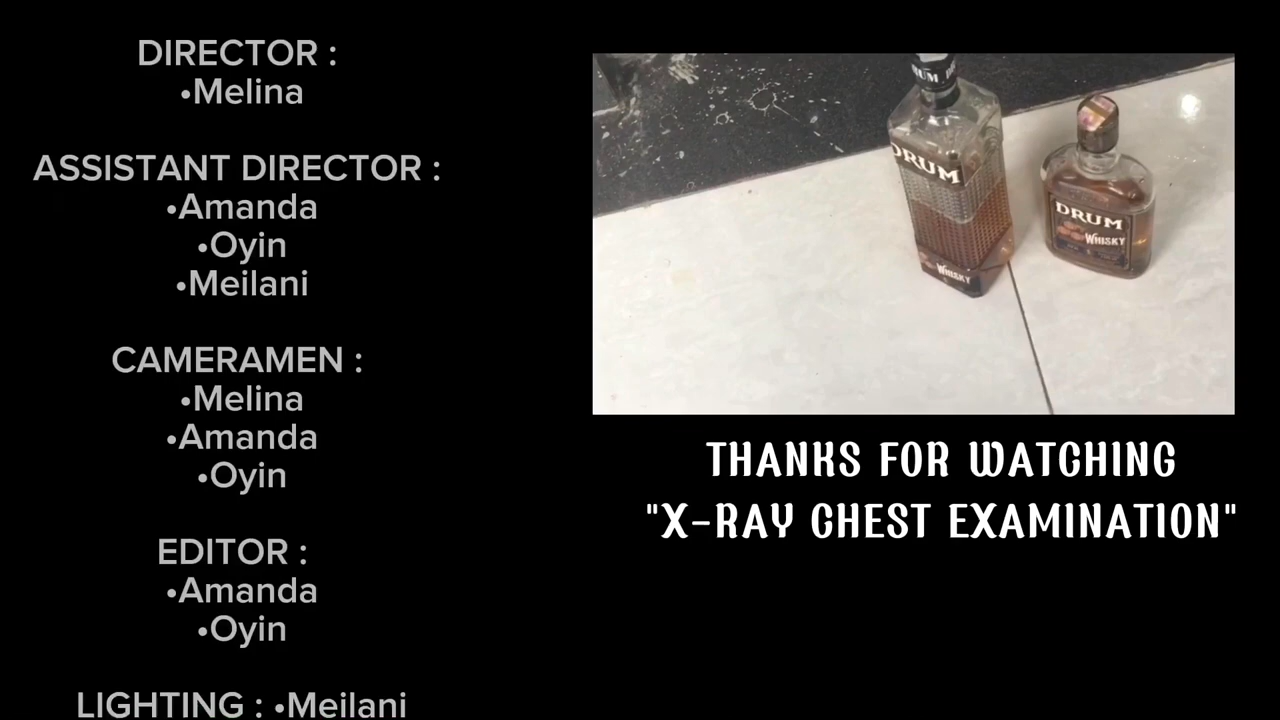 DIRECTOR :
•Melina
ASSISTANT DIRECTOR :
•Amanda
•Oyin
•Meilani
CAMERAMEN :
•Melina
•Amanda
•Oyin
EDITOR :
•Amanda
•Oyin
LIGHTING : •Meilani
DRUM
WHISKY
DRUM
WHISKY
THANKS FOR WATCHING
"X-RAY CHEST EXAMINATION"